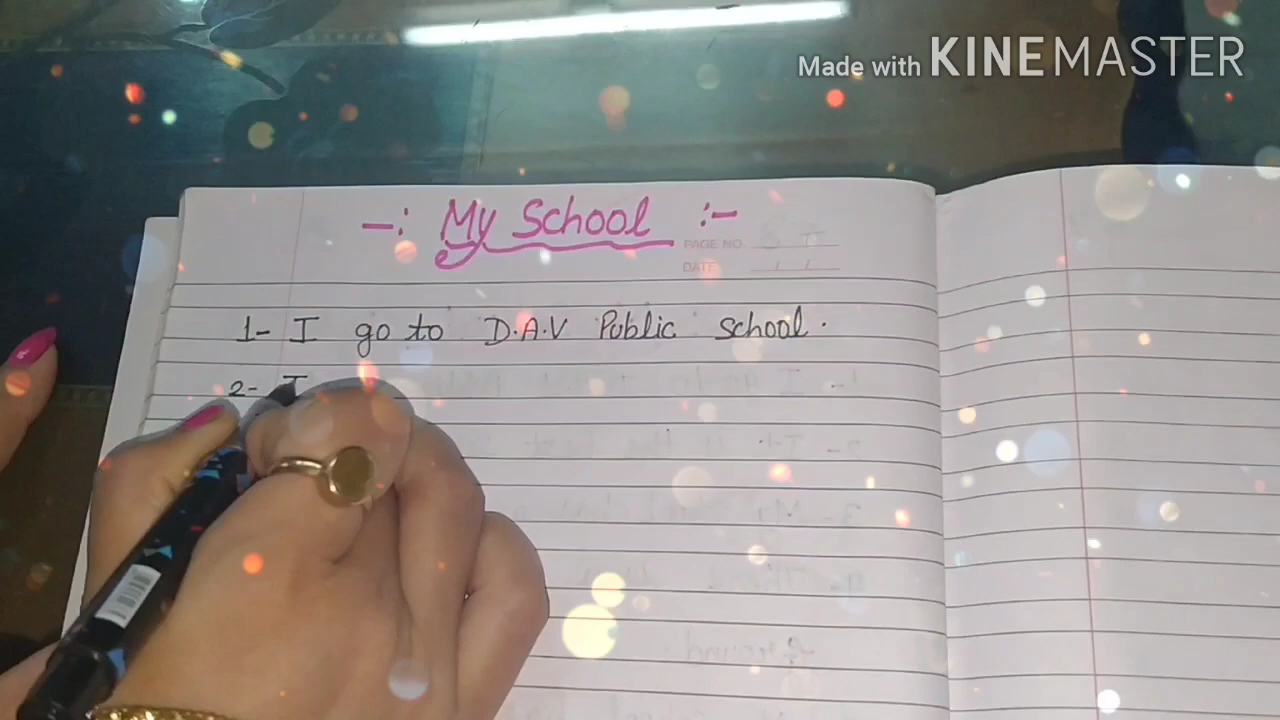 Made with KINEMASTER
-: My School :-
PAGE NO.
DATE
1- I go to D.A.V Public school.
2- I